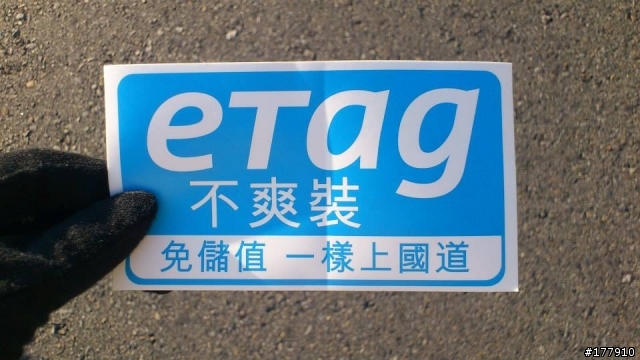 eTag
不爽裝
免儲值 一樣上國道
#177910